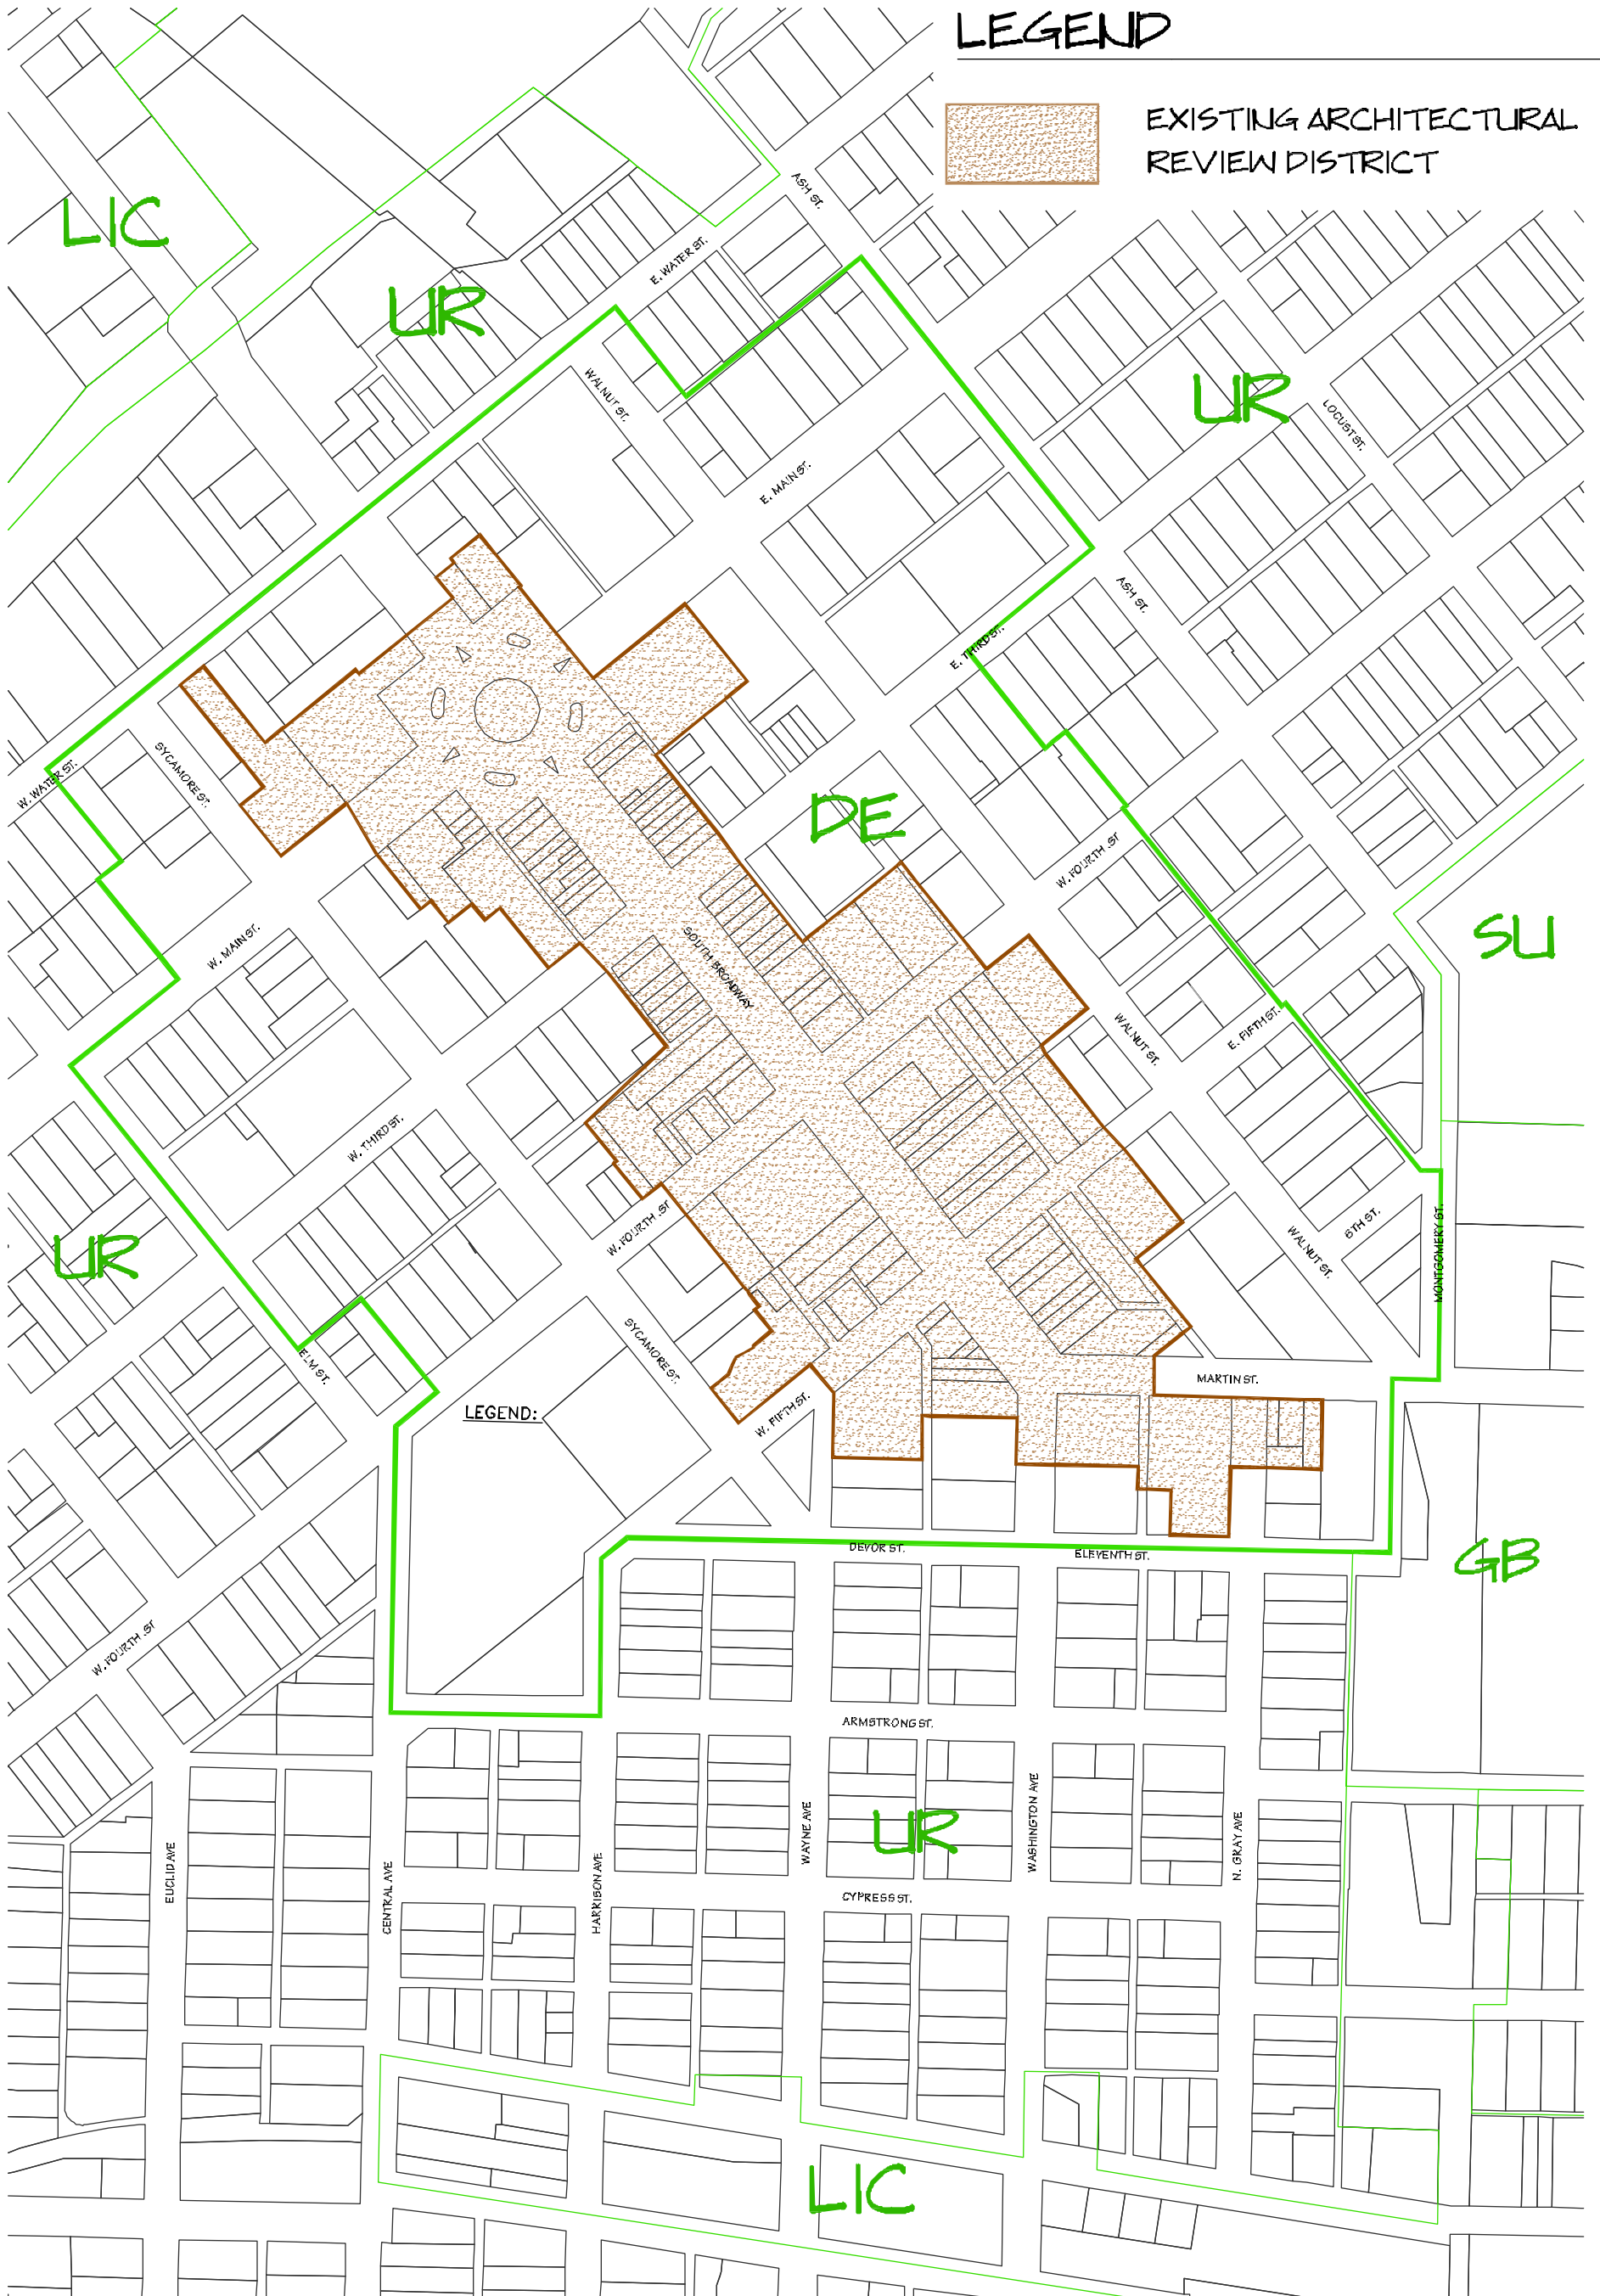 LEGEND
EXISTING ARCHITECTURAL
REVIEW DISTRICT
ASH ST.
LIC
E. WATER ST.
UR
WALNUT ST.
UR
LOCUST ST.
E. MAIN ST.
ASH ST.
E. THIRD ST.
W. WATER ST.
SYCAMORE ST.
DE
W. FOURTH .ST
W. MAIN ST.
SOUTH BROADWAY
SU
WALNUT ST.
E. FIFTH ST.
W. THIRD ST.
UR
W. FOURTH .ST
6TH ST.
WALNUT ST.
MONTGOMERY ST.
ELM ST.
SYCAMORE ST.
MARTIN ST.
LEGEND:
W. FIFTH ST.
DEVOR ST.
ELEVENTH ST.
GB
W. FOURTH .ST
ARMSTRONG ST.
WAYNE AVE
UR
WASHINGTON AVE
N. GRAY AVE
EUCLID AVE
CENTRAL AVE
HARRISON AVE
CYPRESS ST.
LIC